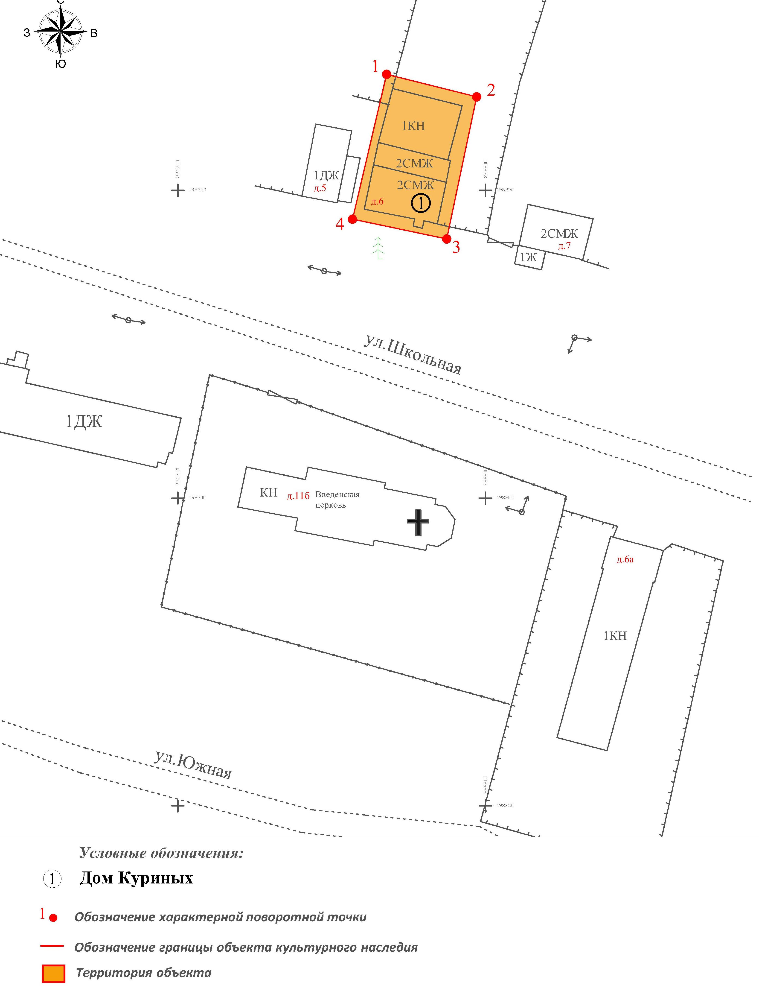 С
З
В
Ю
1
2
1КН
2СМЖ
226750
226800
1ДЖ
д.5
2СМЖ
198350
198350
д.6
1
4
3
2СМЖ
д.7
1Ж
ул.Школьная
1ДЖ
226750
226800
КН
д.11б
Введенская
церковь
198300
198300
д.6а
1КН
ул.Южная
226800
198250
Условные обозначения:
1 Дом Куриных
1 Обозначение характерной поворотной точки
Обозначение границы объекта культурного наследия
Территория объекта